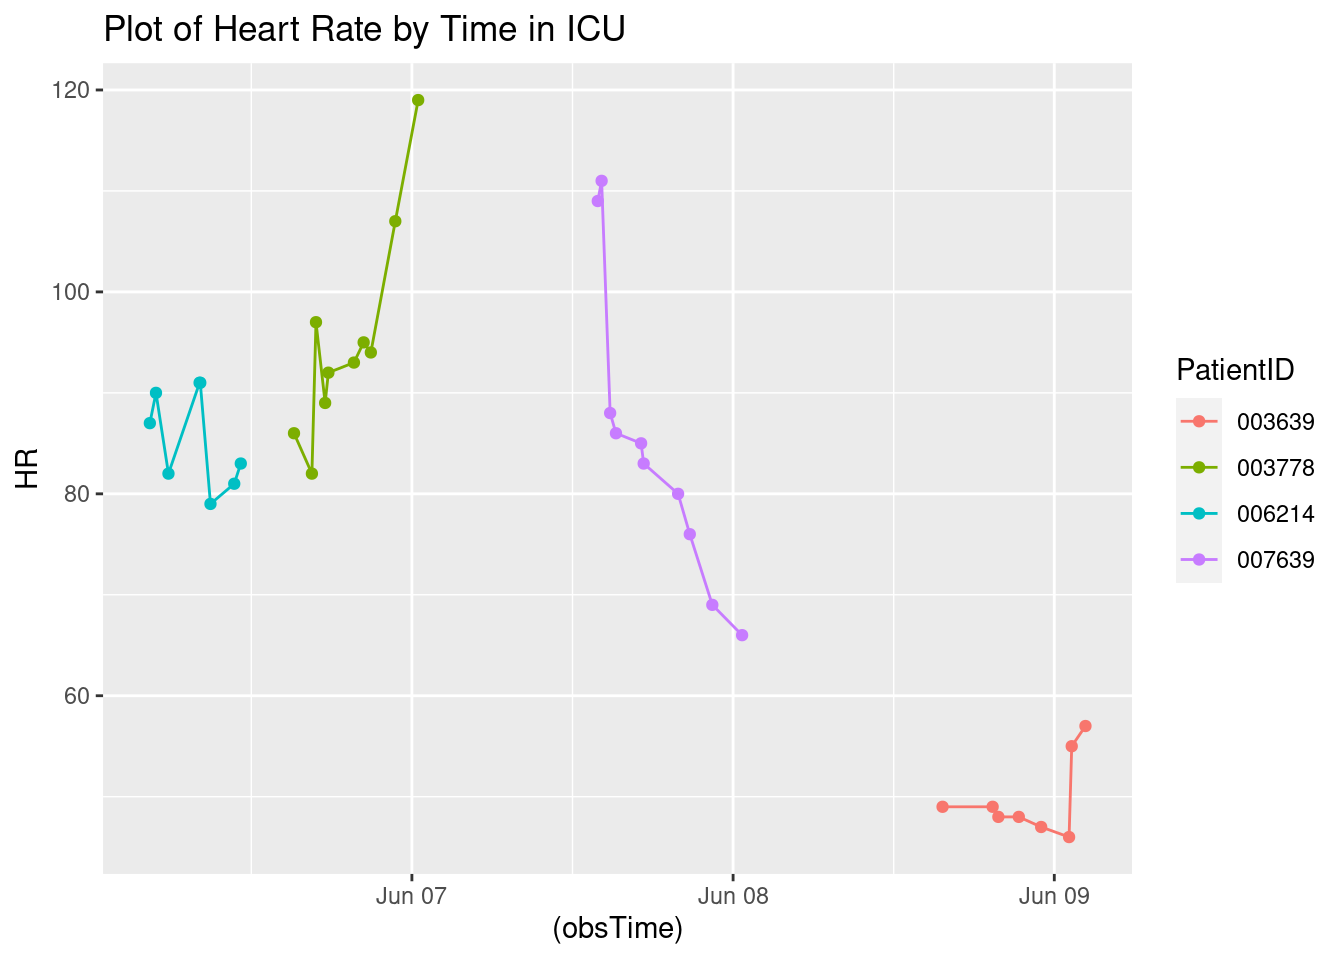 Plot of Heart Rate by Time in ICU
120
100
80
60
HR
Jun 07
Jun 08
Jun 09
(obsTime)
PatientID
003639
003778
006214
007639